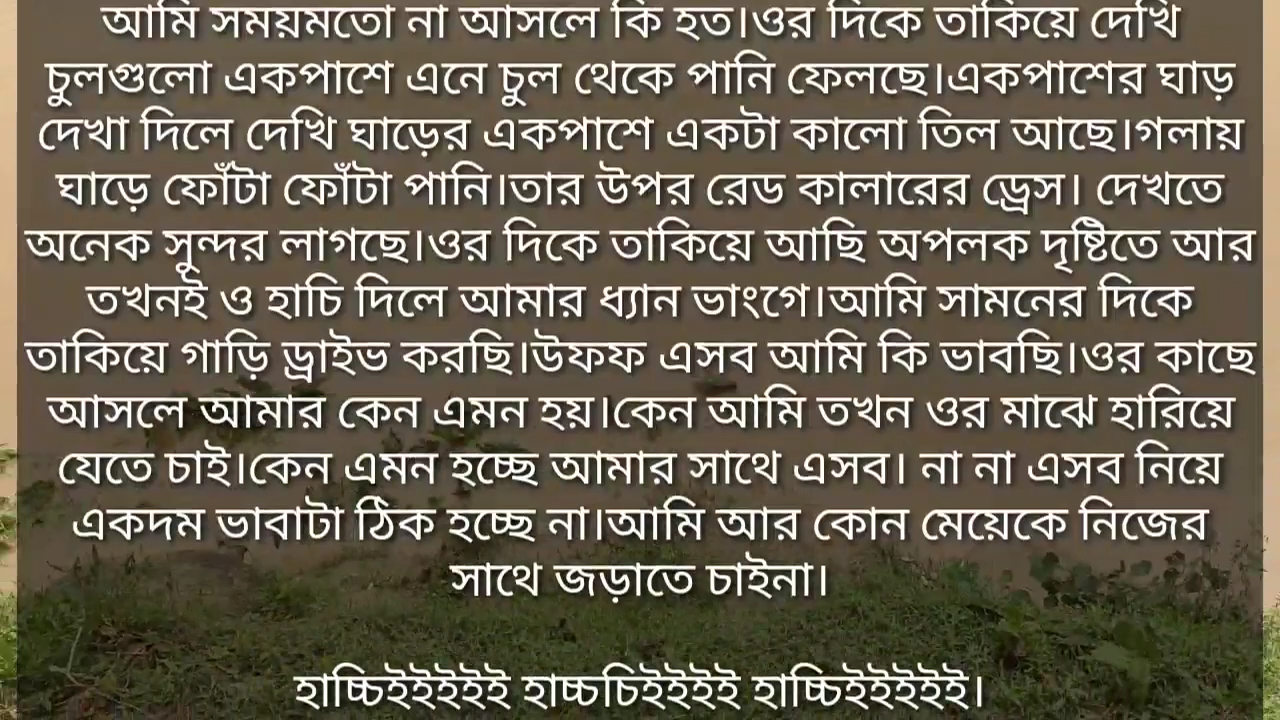 আমি সময়মতো না আসলে কি হত।ওর দিকে তাকিয়ে দেখি
চুলগুলো একপাশে এনে চুল থেকে পানি ফেলছে।একপাশের ঘাড়
দেখা দিলে দেখি ঘাড়ের একপাশে একটা কালো তিল আছে।গলায়
ঘাড়ে ফোঁটা ফোঁটা পানি।তার উপর রেড কালারের ড্রেস। দেখতে
অনেক সুন্দর লাগছে।ওর দিকে তাকিয়ে আছি অপলক দৃষ্টিতে আর
তখনই ও হাচি দিলে আমার ধ্যান ভাংগে।আমি সামনের দিকে
তাকিয়ে গাড়ি ড্রাইভ করছি।উফফ এসব আমি কি ভাবছি।ওর কাছে
আসলে আমার কেন এমন হয়।কেন আমি তখন ওর মাঝে হারিয়ে
যেতে চাই।কেন এমন হচ্ছে আমার সাথে এসব। না না এসব নিয়ে
একদম ভাবাটা ঠিক হচ্ছে না।আমি আর কোন মেয়েকে নিজের
সাথে জড়াতে চাইনা।
হাচ্চিইইইইই হাচ্চচিইইইই হাচ্চিইইইইই।